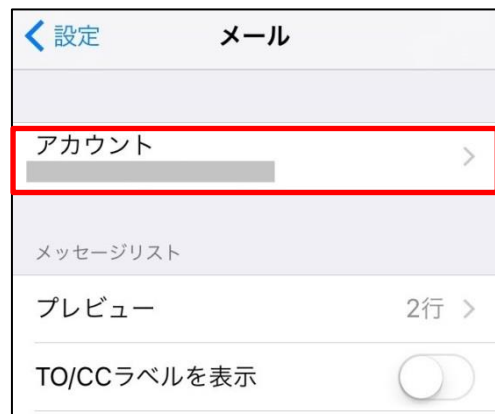 設定
メール
アカウント
メッセージリスト
プレビュー 2行
TO/CCラベルを表示